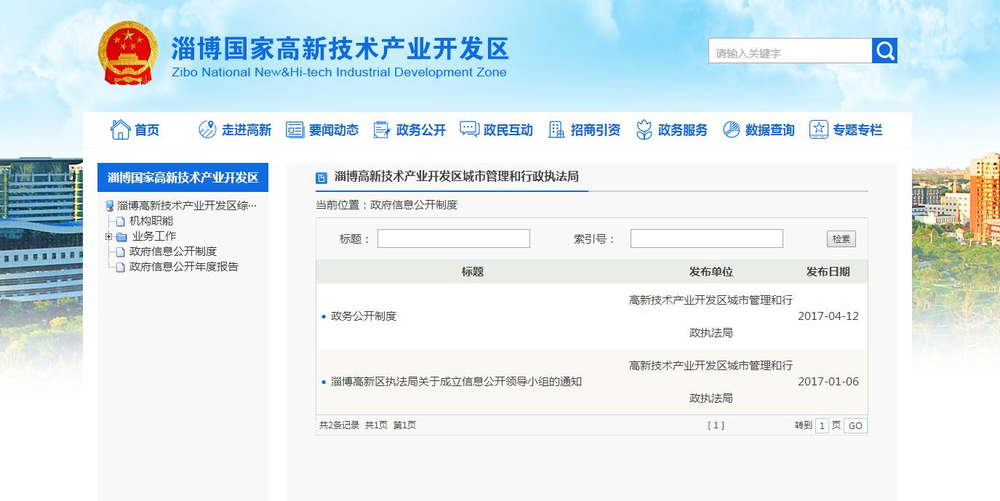 淄博国家高新技术产业开发区
Zibo National New&Hi-tech Industrial Development Zone
请输入关键字
首页 走进高新 要闻动态 政务公开 政民互动 招商引资 政务服务 数据查询 专题专栏
淄博国家高新技术产业开发区
淄博高新技术产业开发区综…
机构职能
业务工作
政府信息公开制度
政府信息公开年度报告
淄博高新技术产业开发区城市管理和行政执法局
当前位置：政府信息公开制度
标题： 索引号： 检索
标题 发布单位 发布日期
政务公开制度 高新技术产业开发区城市管理和行 2017-04-12
政执法局
淄博高新区执法局关于成立信息公开领导小组的通知 高新技术产业开发区城市管理和行 2017-01-06
政执法局
共2条记录 共1页 第1页 [ 1 ] 转到 1 页 GO